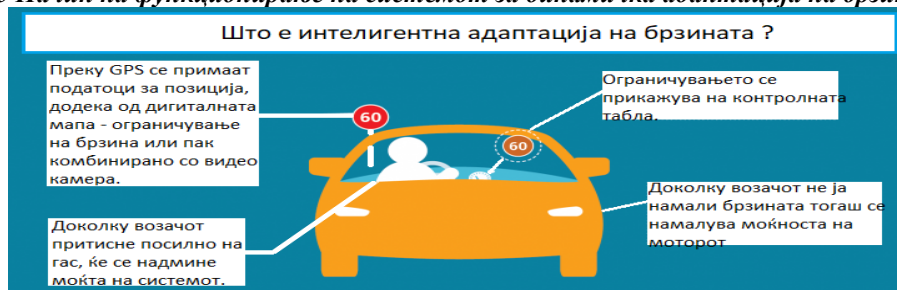 Што е интелигентна адаптација на брзината ?
Преку GPS се примаат
податоци за позиција,
додека од дигиталната
мапа - ограничување
на брзина или пак
комбинирано со видео
камера.
60
Ограничувањето се
прикажува на контролната
табла.
60
Доколку возачот не ја
намали брзината тогаш се
намалува моќноста на
моторот
Доколку возачот
притисне посилно на
гас, ќе се надмине
моќта на системот.